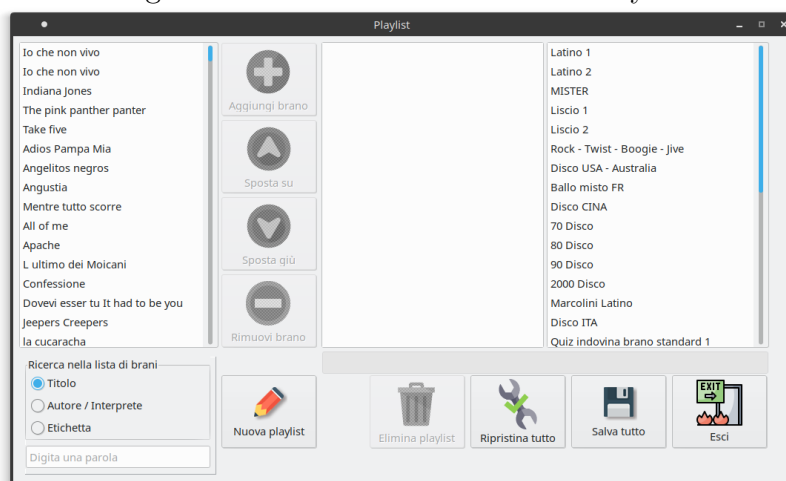 Playlist
Io che non vivo
Io che non vivo
Indiana Jones
The pink panther panter
Take five
Adios Pampa Mia
Angelitos negros
Angustia
Mentre tutto scorre
All of me
Apache
L ultimo dei Moicani
Confessione
Dovevi esser tu It had to be you
Jeepers Creepers
la cucaracha
Aggiungi brano
Sposta su
Sposta giù
Rimuovi brano
Latino 1
Latino 2
MISTER
Liscio 1
Liscio 2
Rock - Twist - Boogie - Jive
Disco USA - Australia
Ballo misto FR
Disco CINA
70 Disco
80 Disco
90 Disco
2000 Disco
Marcolini Latino
Disco ITA
Quiz indovina brano standard 1
Ricerca nella lista di brani
Titolo
Autore / Interprete
Etichetta
Digita una parola
Nuova playlist
Elimina playlist
Ripristina tutto
Salva tutto
EXIT
Esci